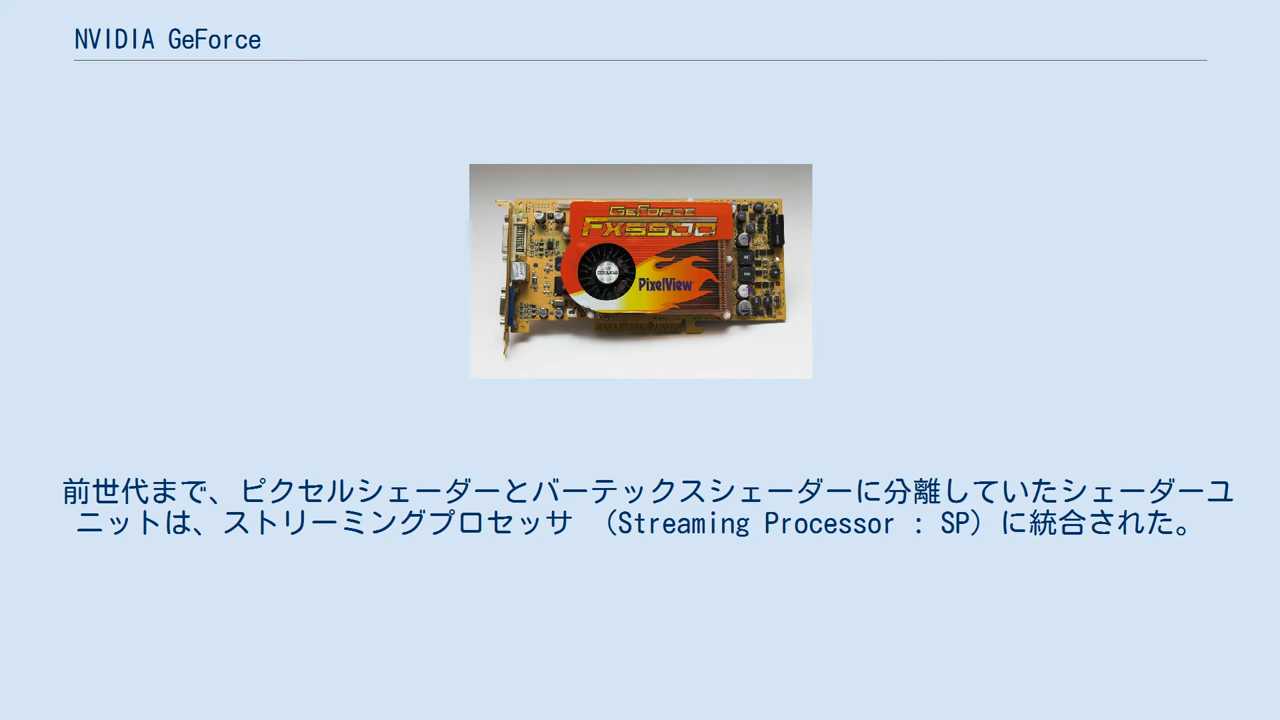 NVIDIA GeForce
GEFORCE
FX5900
PixelView
前世代まで、ピクセルシェーダーとバーテックスシェーダーに分離していたシェーダーユ
ニットは、ストリーミングプロセッサ （Streaming Processor : SP）に統合された。